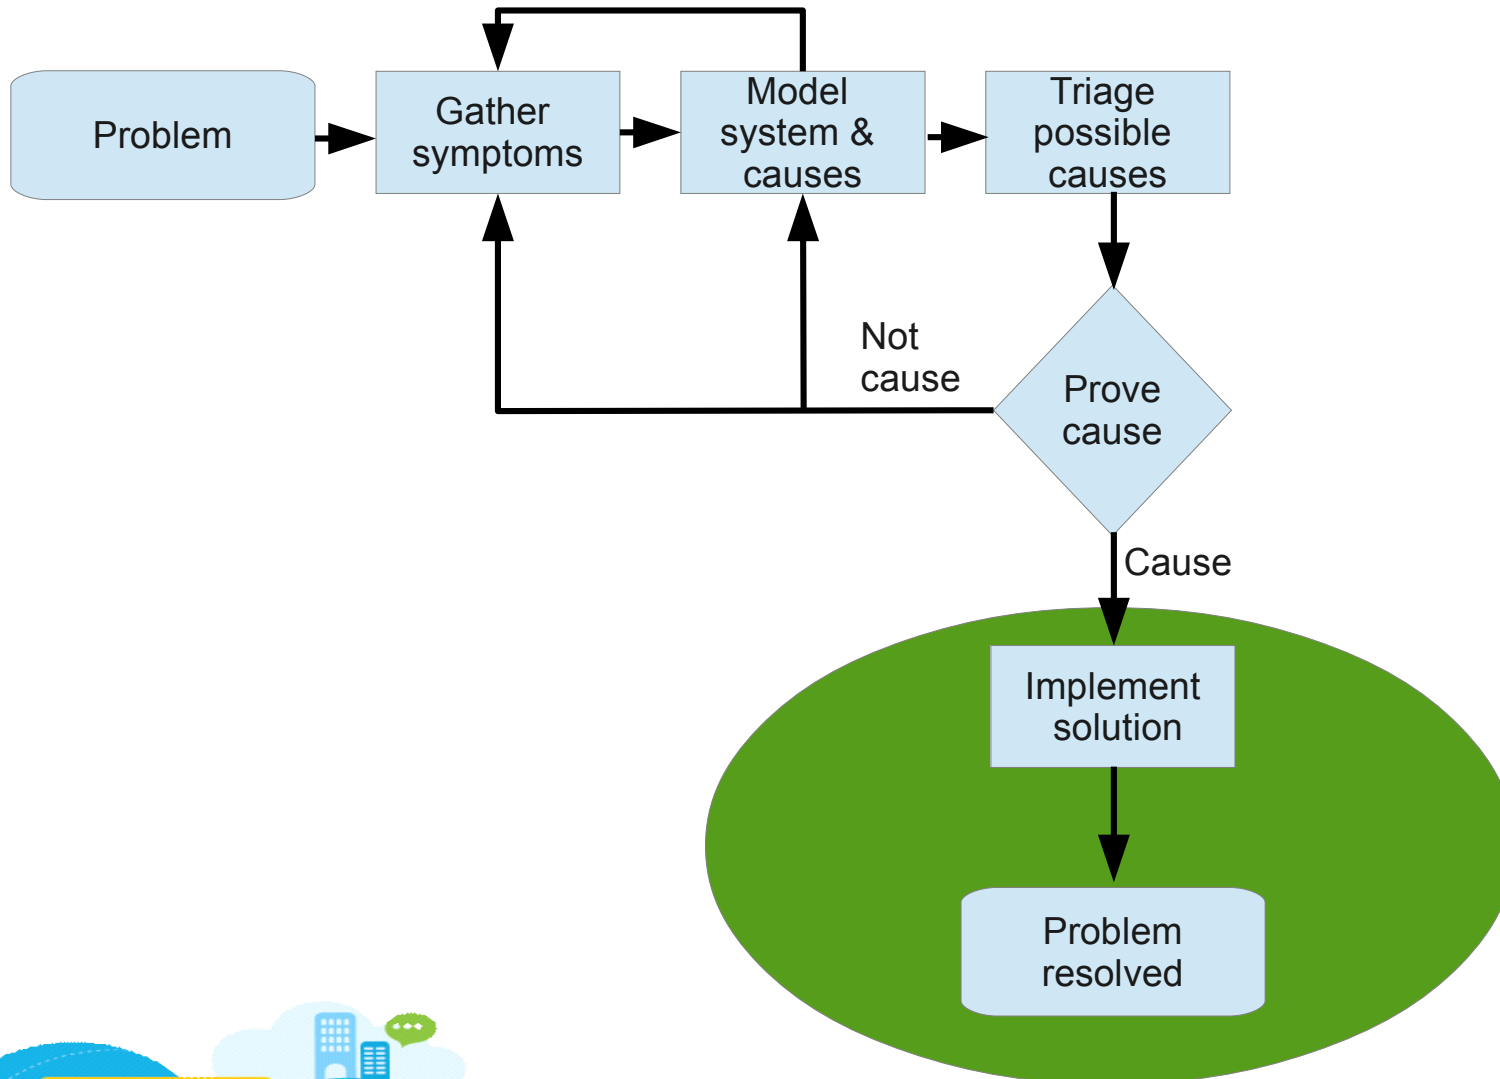 Problem
Gather
symptoms
Model
system &
causes
Triage
possible
causes
Not
cause
Prove
cause
Cause
Implement
solution
Problem
resolved